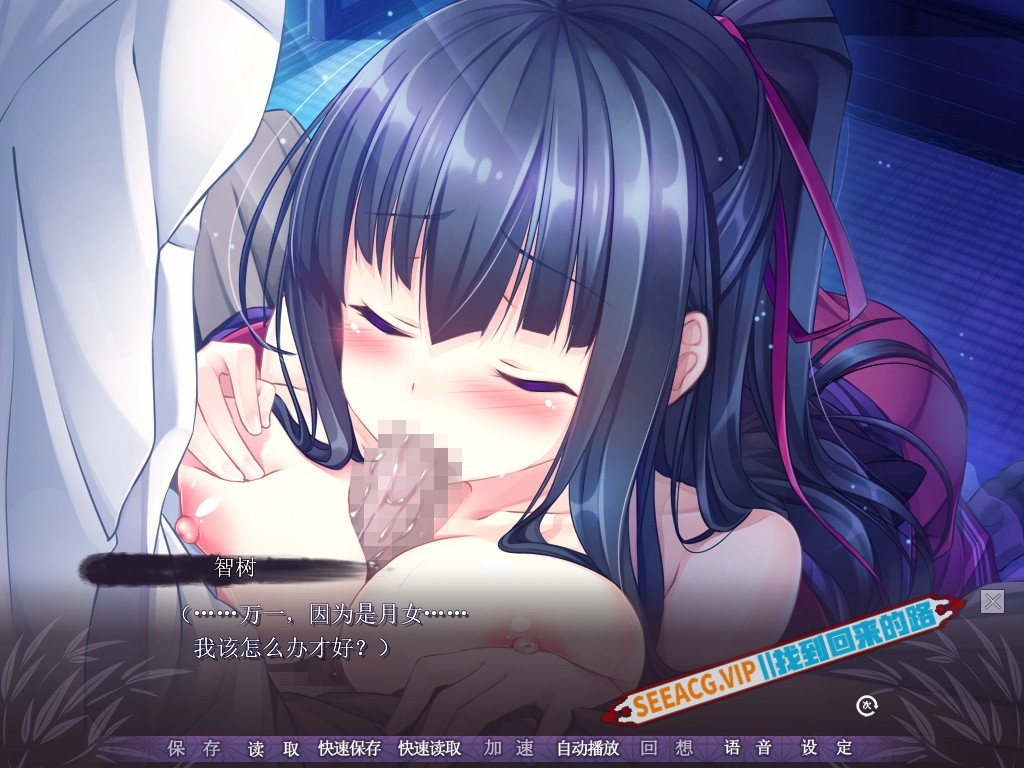 智树
（……万一，因为是月女……
我该怎么办才好？）
SEEACG.VIP||找到回来的路
次
保存 读取 快速保存 快速读取 加速 自动播放 回想 语音 设定